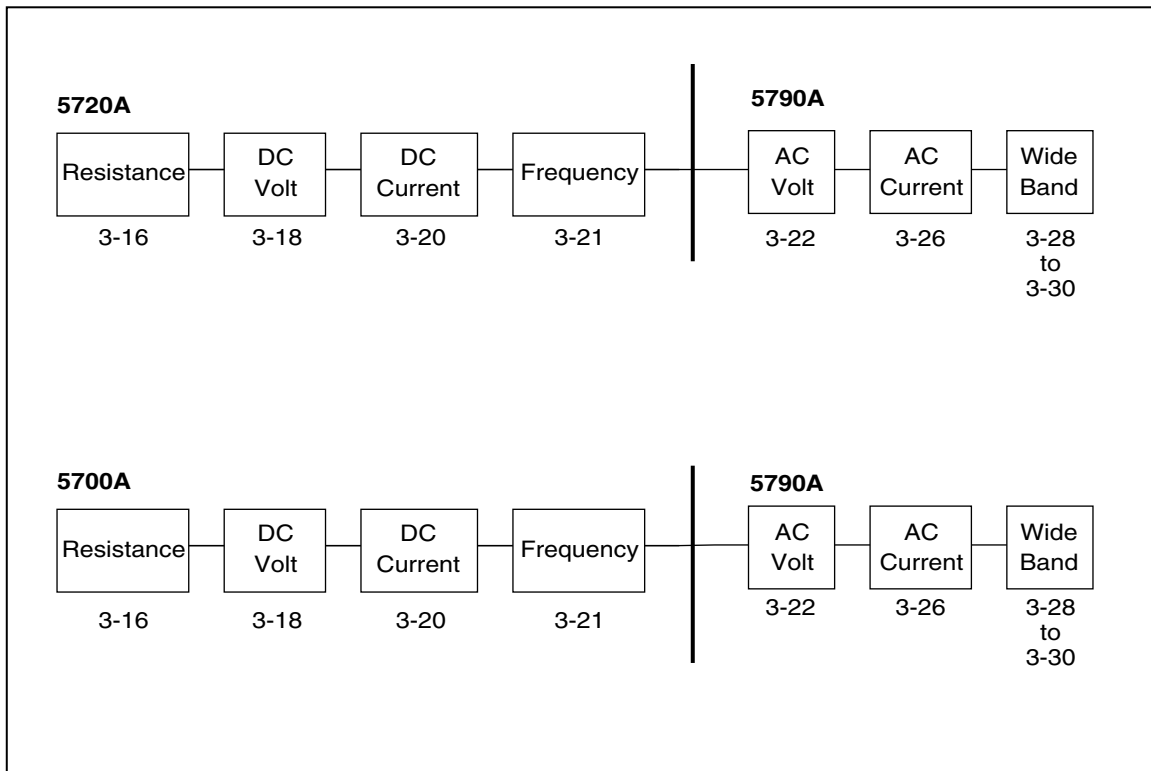 5720A
5790A
Resistance
DC
Volt
DC
Current
Frequency
AC
Volt
AC
Current
Wide
Band
3-16
3-18
3-20
3-21
3-22
3-26
3-28
to
3-30
5700A
5790A
Resistance
DC
Volt
DC
Current
Frequency
AC
Volt
AC
Current
Wide
Band
3-16
3-18
3-20
3-21
3-22
3-26
3-28
to
3-30